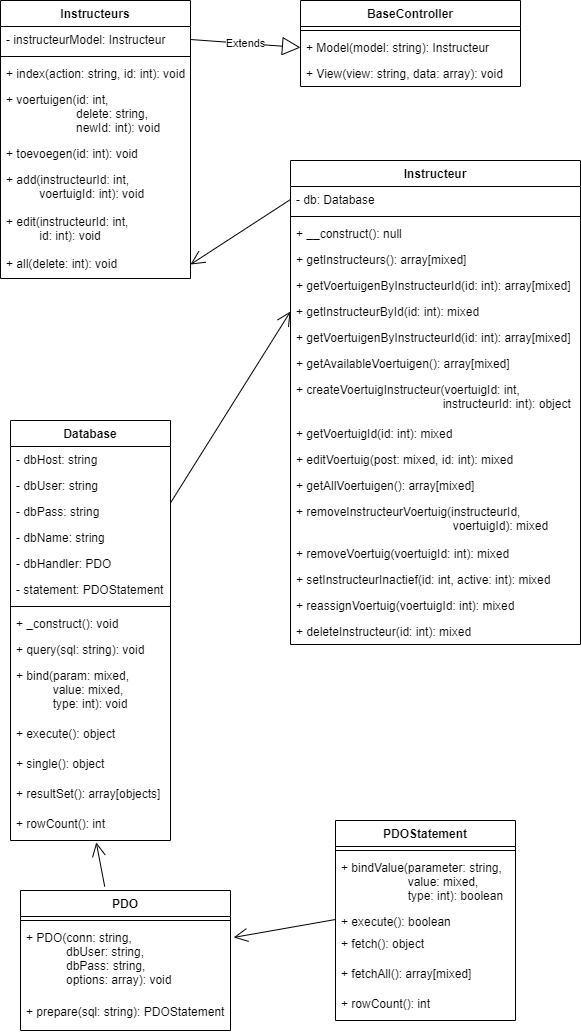 Instructeurs
- instructeurModel: Instructeur
+ index(action: string, id: int): void
+ voertuigen(id: int,
delete: string,
newId: int): void
+ toevoegen(id: int): void
+ add(instructeurId: int,
voertuigId: int): void
+ edit(instructeurId: int,
id: int): void
+ all(delete: int): void
Extends
BaseController
+ Model(model: string): Instructeur
+ View(view: string, data: array): void
Instructeur
- db: Database
+ __construct(): null
+ getInstructeurs(): array[mixed]
+ getVoertuigenByInstructeurId(id: int): array[mixed]
+ getInstructeurById(id: int): mixed
+ getVoertuigenByInstructeurId(id: int): array[mixed]
+ getAvailableVoertuigen(): array[mixed]
+ createVoertuigInstructeur(voertuigId: int,
instructeurId: int): object
+ getVoertuigId(id: int): mixed
+ editVoertuig(post: mixed, id: int): mixed
+ getAllVoertuigen(): array[mixed]
+ removeInstructeurVoertuig(instructeurId,
voertuigId): mixed
+ removeVoertuig(voertuigId: int): mixed
+ setInstructeurInactief(id: int, active: int): mixed
+ reassignVoertuig(voertuigId: int): mixed
+ deleteInstructeur(id: int): mixed
Database
- dbHost: string
- dbUser: string
- dbPass: string
- dbName: string
- dbHandler: PDO
- statement: PDOStatement
+ _construct(): void
+ query(sql: string): void
+ bind(param: mixed,
value: mixed,
type: int): void
+ execute(): object
+ single(): object
+ resultSet(): array[objects]
+ rowCount(): int
PDO
+ PDO(conn: string,
dbUser: string,
dbPass: string,
options: array): void
+ prepare(sql: string): PDOStatement
PDOStatement
+ bindValue(parameter: string,
value: mixed,
type: int): boolean
+ execute(): boolean
+ fetch(): object
+ fetchAll(): array[mixed]
+ rowCount(): int